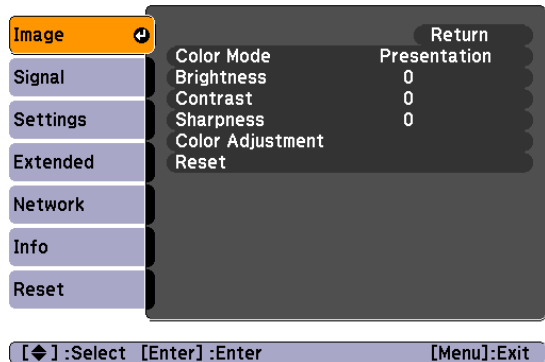 Image
Signal
Settings
Extended
Network
Info
Reset
Return
Color Mode Presentation
Brightness 0
Contrast 0
Sharpness 0
Color Adjustment
Reset
[◆] :Select [Enter] :Enter [Menu]:Exit